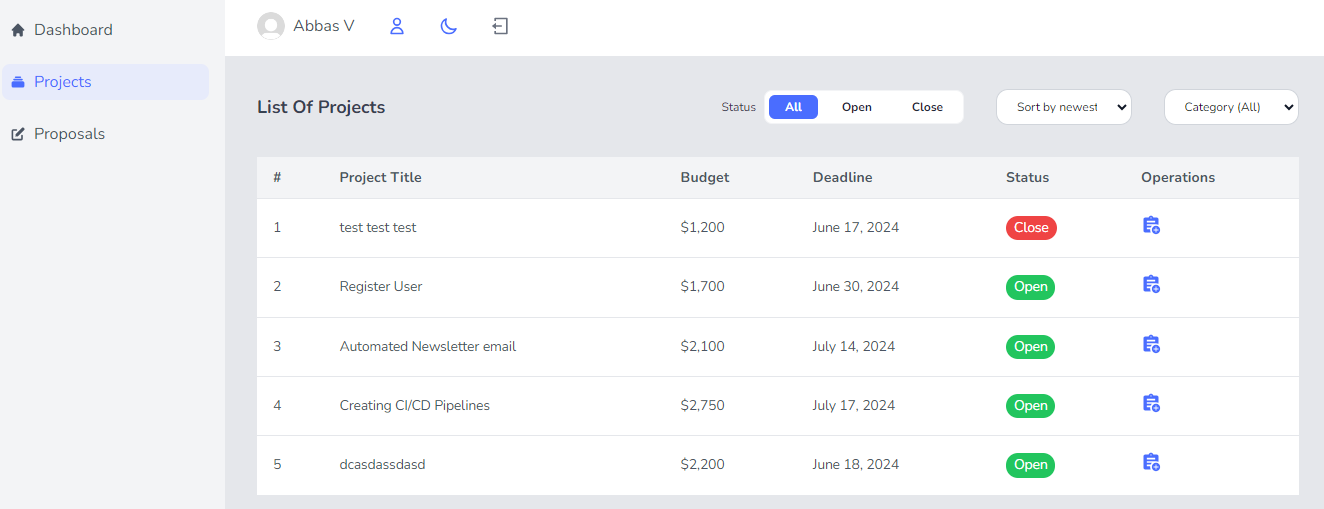 Dashboard
Projects
Proposals
Abbas V
List Of Projects
Status All Open Close Sort by newest Category (All)
# Project Title Budget Deadline Status Operations
1 test test test $1,200 June 17, 2024 Close
2 Register User $1,700 June 30, 2024 Open
3 Automated Newsletter email $2,100 July 14, 2024 Open
4 Creating CI/CD Pipelines $2,750 July 17, 2024 Open
5 dcasdassdasd $2,200 June 18, 2024 Open